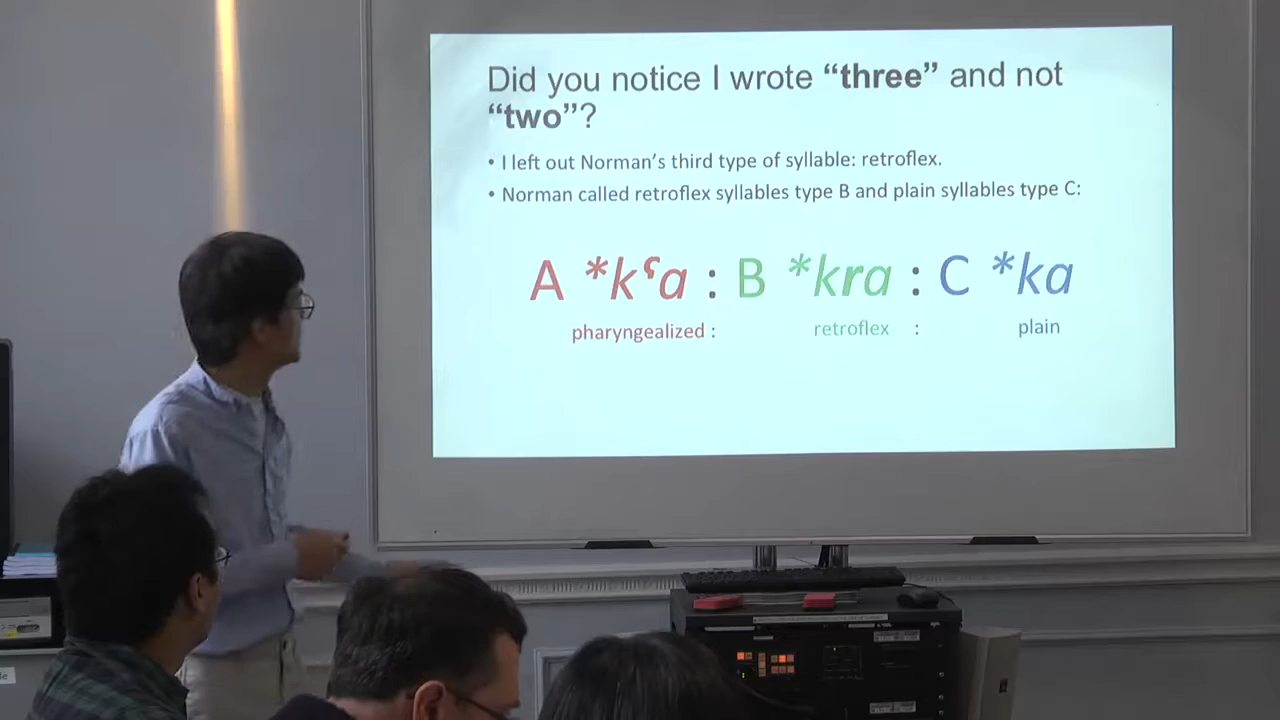 Did you notice I wrote “three” and not
“two”?
• I left out Norman’s third type of syllable: retroflex.
• Norman called retroflex syllables type B and plain syllables type C:
A *kˤa : B *kra : C *ka
pharyngealized : retroflex : plain